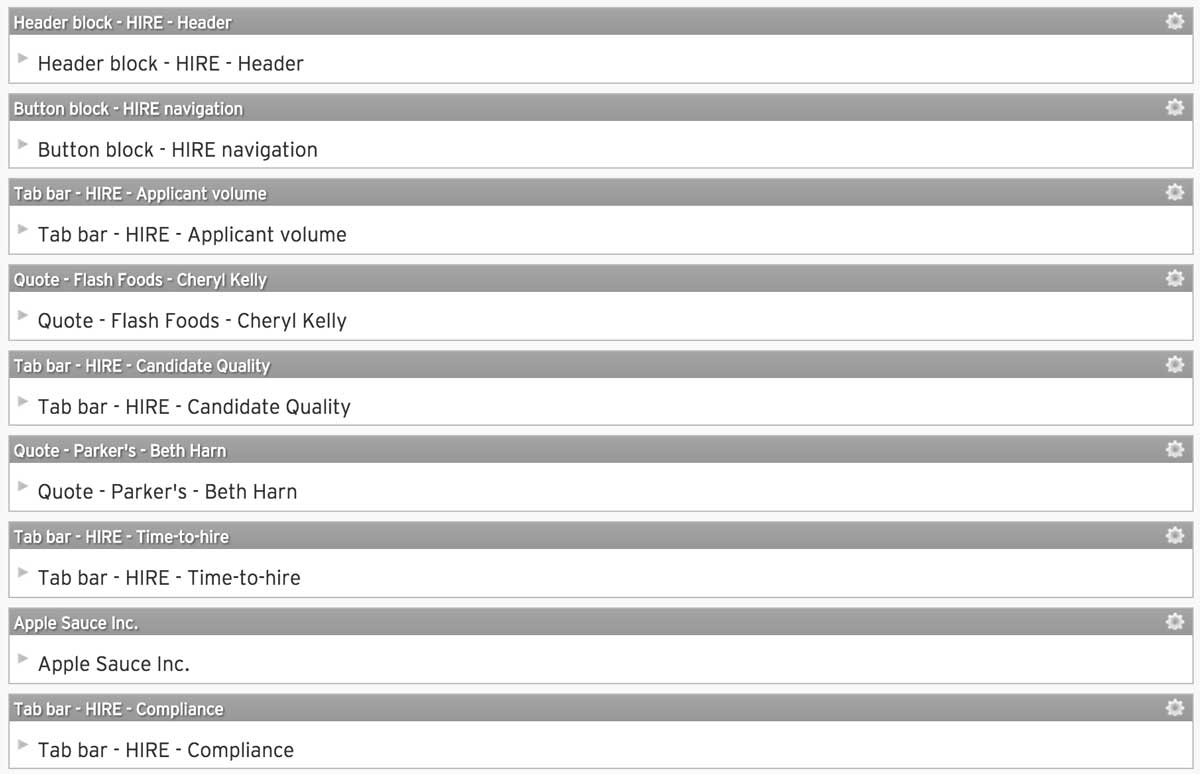 Header block - HIRE - Header
Header block - HIRE - Header
Button block - HIRE navigation
Button block - HIRE navigation
Tab bar - HIRE - Applicant volume
Tab bar - HIRE - Applicant volume
Quote - Flash Foods - Cheryl Kelly
Quote - Flash Foods - Cheryl Kelly
Tab bar - HIRE - Candidate Quality
Tab bar - HIRE - Candidate Quality
Quote - Parker's - Beth Harn
Quote - Parker's - Beth Harn
Tab bar - HIRE - Time-to-hire
Tab bar - HIRE - Time-to-hire
Apple Sauce Inc.
Apple Sauce Inc.
Tab bar - HIRE - Compliance
Tab bar - HIRE - Compliance